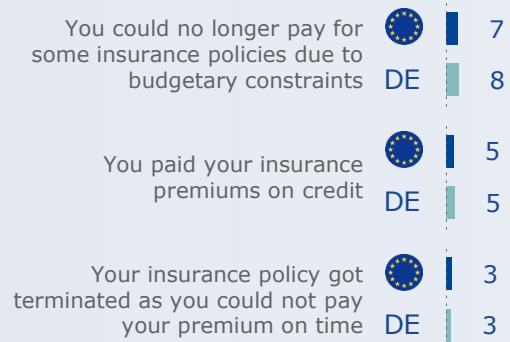 You could no longer pay for
some insurance policies due to
budgetary constraints
7
DE 8
You paid your insurance
premiums on credit
5
DE 5
Your insurance policy got
terminated as you could not pay
your premium on time
3
DE 3